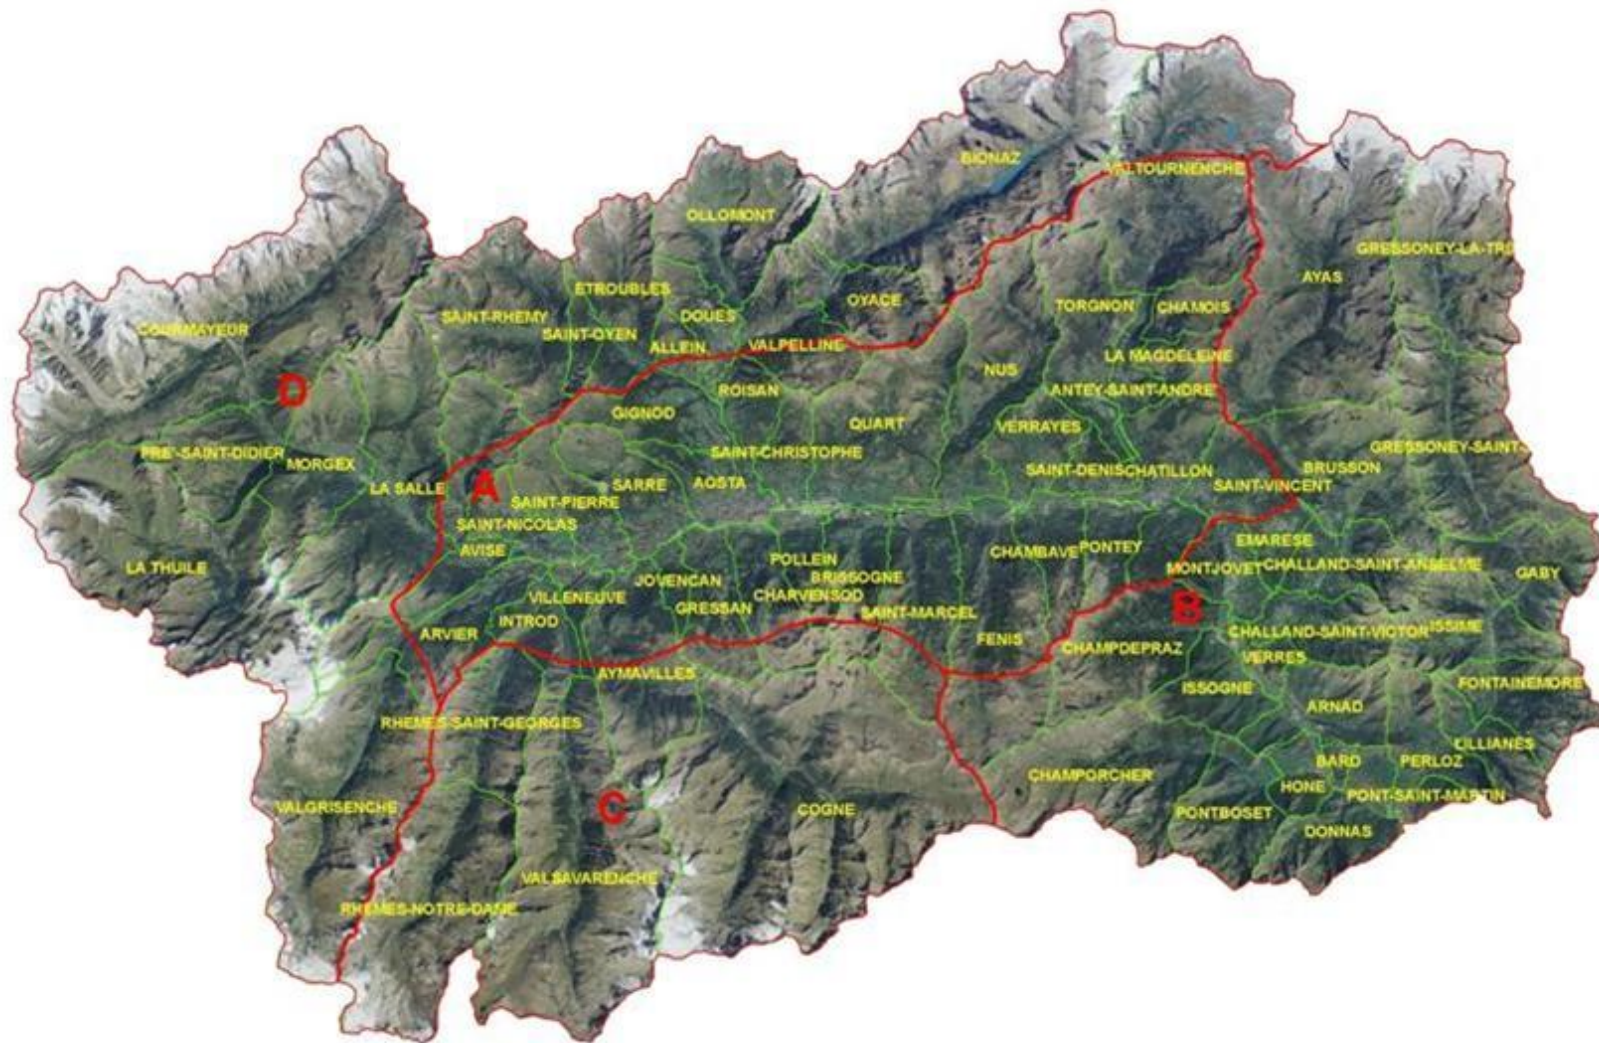 BIONAZ
VALTOURNENCHE
OLLOMONT
GRESSONEY-LA-TRI
AYAS
ETROUBLES
OYACE
TORGNON
CHAMOIS
SAINT-RHEMY
DOUES
COURMAYEUR
SAINT-OYEN
ALLEIN
VALPELLINE
LA MAGDELEINE
NUS
D
ROISAN
ANTEY-SAINT-ANDRE
GIGNOD
QUART
VERRAYES
PRE'-SAINT-DIDIER
MORGEX
SAINT-CHRISTOPHE
GRESSONEY-SAINT-
BRUSSON
SAINT-DENIS
CHATILLON
LA SALLE
A
SARRE
AOSTA
SAINT-VINCENT
SAINT-PIERRE
SAINT-NICOLAS
EMARESE
AVISE
CHAMBAVE
PONTEY
POLLEIN
LA THUILE
MONTJOVET
CHALLAND-SAINT-ANSELME
GABY
JOVENCAN
BRISSOGNE
VILLENEUVE
CHARVENSOD
GRESSAN
B
SAINT-MARCEL
INTROD
ARVIER
CHALLAND-SAINT-VICTOR
ISSIME
FENIS
CHAMPDEPRAZ
VERRES
AYMAVILLES
ISSOGNE
FONTAINEMORE
ARNAD
RHEMES-SAINT-GEORGES
LILLIANES
BARD
PERLOZ
CHAMPORCHER
HONE
PONT-SAINT-MARTIN
VALGRISENCHE
C
COGNE
PONTBOSET
DONNAS
VALSAVARENCHE
RHEMES-NOTRE-DAME